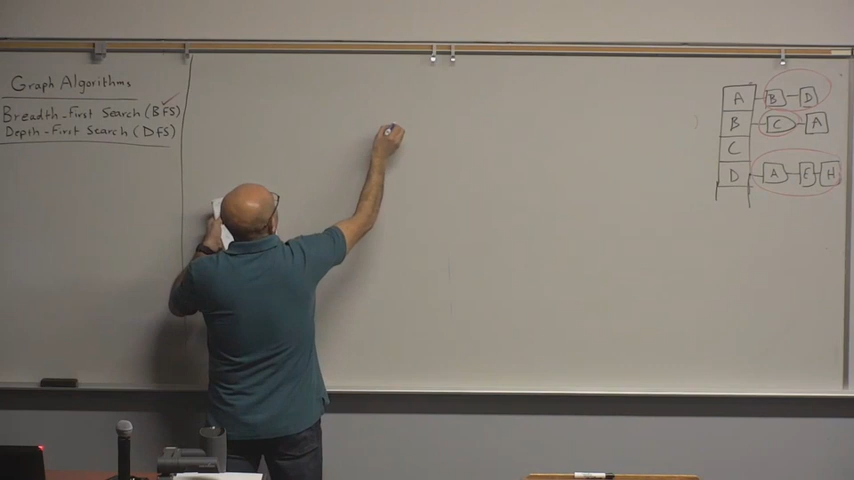 Graph Algorithms
Breadth-First Search (BFS)
Depth-First Search (DFS)
A B D
B C A
C
D A E H